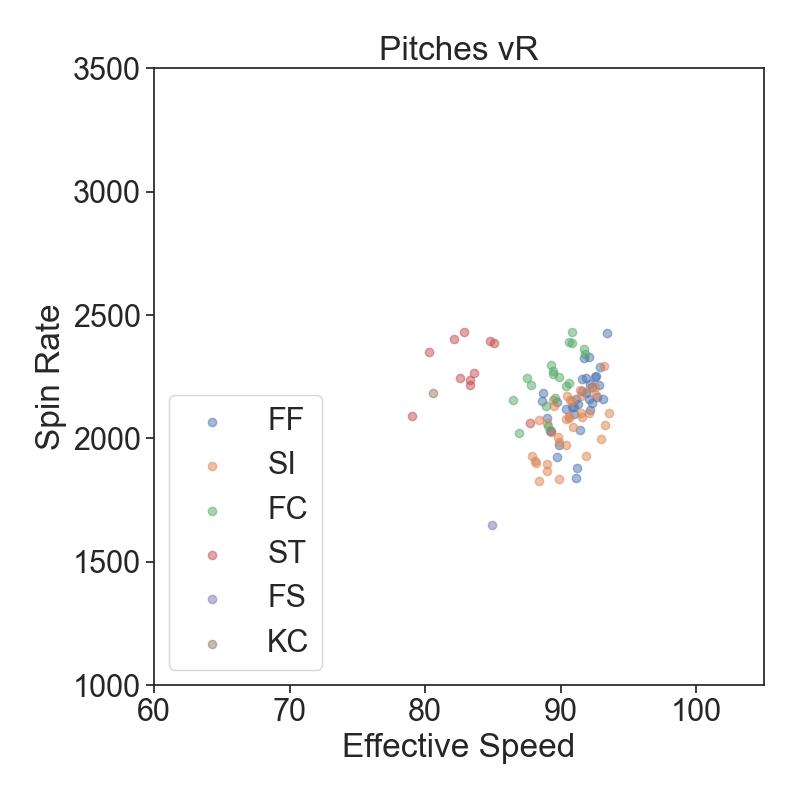 Pitches vR
3500
3000
2500
2000
1500
1000
Spin Rate
FF
SI
FC
ST
FS
KC
60 70 80 90 100
Effective Speed